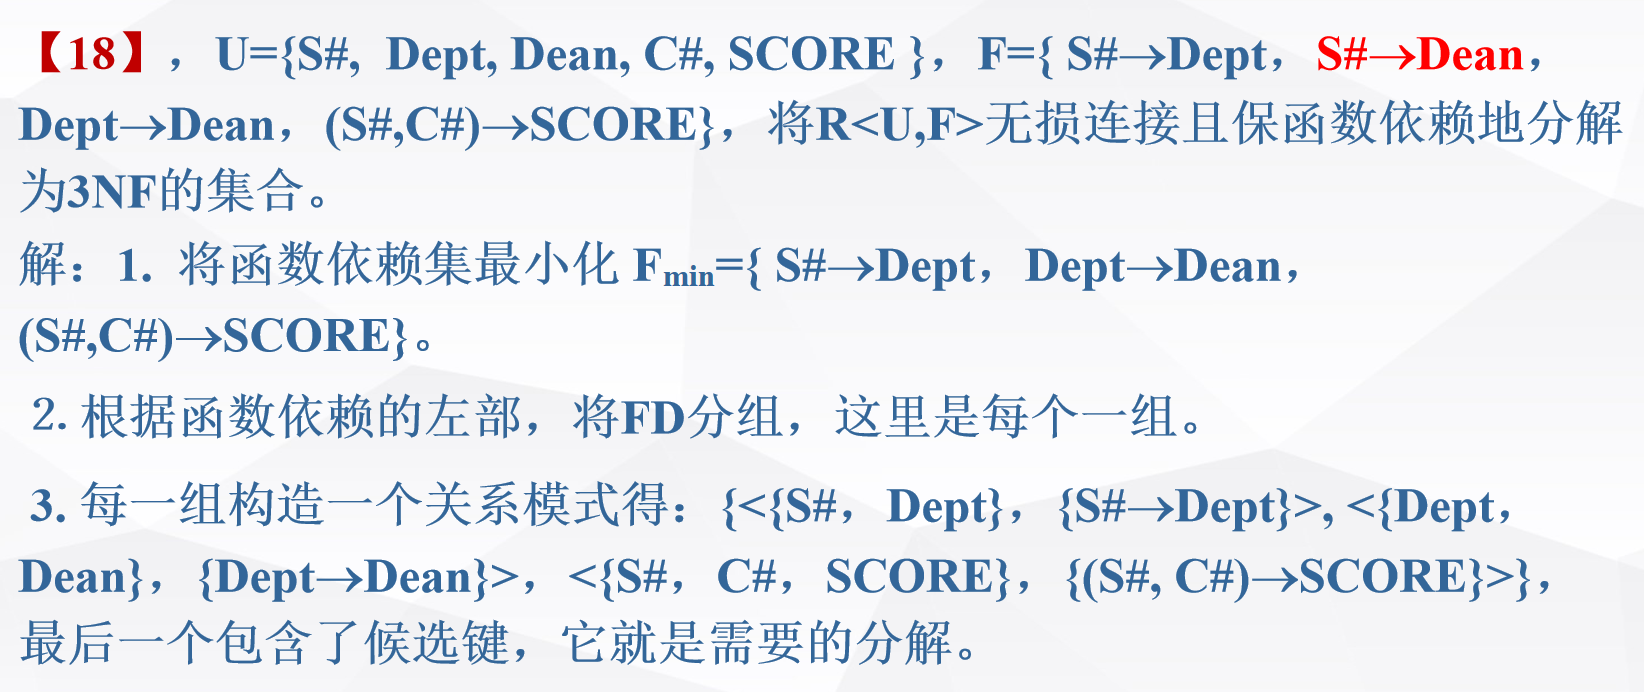 【18】，U={S#, Dept, Dean, C#, SCORE }，F={ S#→Dept，S#→Dean，
Dept→Dean，(S#,C#)→SCORE}，将R<U,F>无损连接且保函数依赖地分解
为3NF的集合。
解：1. 将函数依赖集最小化 Fmin={ S#→Dept，Dept→Dean，
(S#,C#)→SCORE}。
2. 根据函数依赖的左部，将FD分组，这里是每个一组。
3. 每一组构造一个关系模式得：{<{S#，Dept}，{S#→Dept}>, <{Dept，
Dean}，{Dept→Dean}>，<{S#，C#，SCORE}，{(S#, C#)→SCORE}>}，
最后一个包含了候选键，它就是需要的分解。